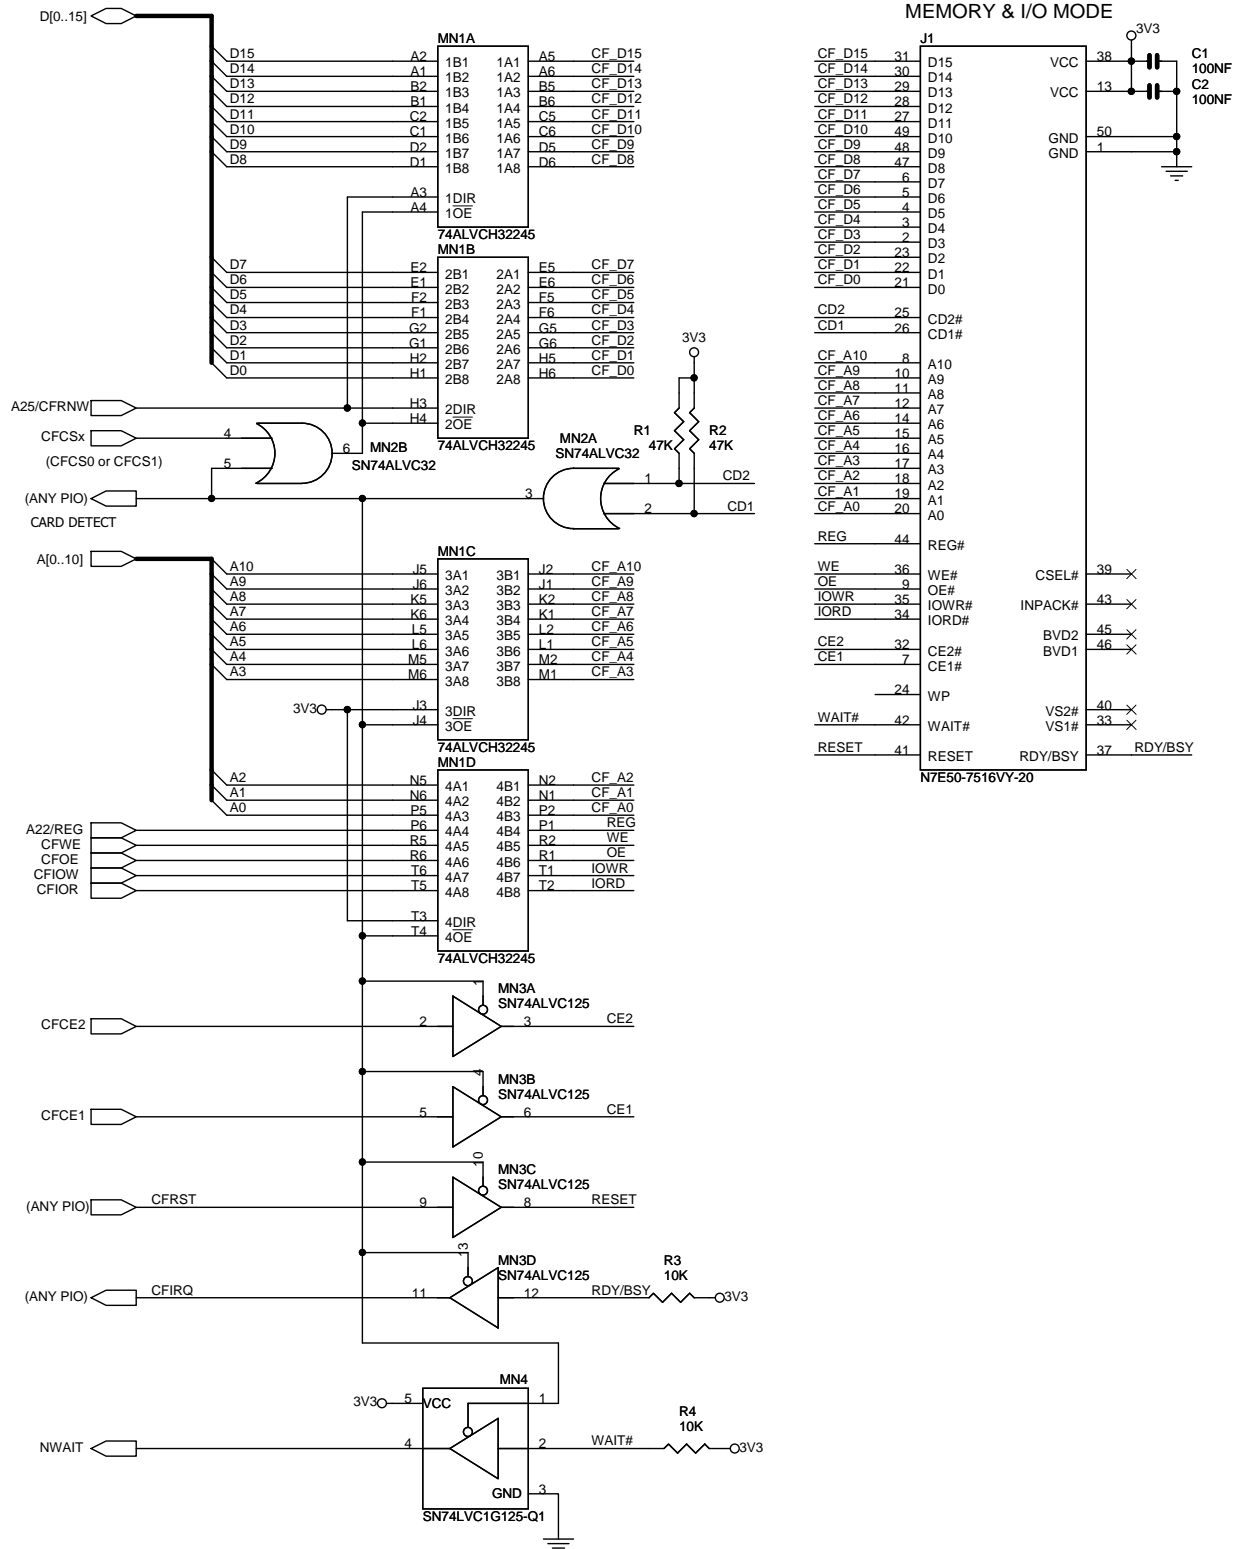 MEMORY & I/O MODE
D[0..15]
MN1A
D15 A2 1B1 1A1 A5 CF_D15
D14 A1 1B2 1A2 A6 CF_D14
D13 B2 1B3 1A3 B5 CF_D13
D12 B1 1B4 1A4 B6 CF_D12
D11 C2 1B5 1A5 C5 CF_D11
D10 C1 1B6 1A6 C6 CF_D10
D9 D2 1B7 1A7 D5 CF_D9
D8 D1 1B8 1A8 D6 CF_D8
A3 1DIR
A4 1OE
74ALVCH32245
MN1B
D7 E2 2B1 2A1 E5 CF_D7
D6 E1 2B2 2A2 E6 CF_D6
D5 F2 2B3 2A3 F5 CF_D5
D4 F1 2B4 2A4 F6 CF_D4
D3 G2 2B5 2A5 G5 CF_D3
D2 G1 2B6 2A6 G6 CF_D2
D1 H2 2B7 2A7 H5 CF_D1
D0 H1 2B8 2A8 H6 CF_D0
A25/CFRNW H3 2DIR
H4 2OE
74ALVCH32245
CFCSx 4
(CFCS0 or CFCS1)
5
6 MN2B
SN74ALVC32
3V3
R1
47K
R2
47K
MN2A
SN74ALVC32
1 CD2
2 CD1
3
(ANY PIO)
CARD DETECT
A[0..10]
MN1C
A10 J5 3A1 3B1 J2 CF_A10
A9 J6 3A2 3B2 J1 CF_A9
A8 K5 3A3 3B3 K2 CF_A8
A7 K6 3A4 3B4 K1 CF_A7
A6 L5 3A5 3B5 L2 CF_A6
A5 L6 3A6 3B6 L1 CF_A5
A4 M5 3A7 3B7 M2 CF_A4
A3 M6 3A8 3B8 M1 CF_A3
3V3 J3 3DIR
J4 3OE
74ALVCH32245
MN1D
A2 N5 4A1 4B1 N2 CF_A2
A1 N6 4A2 4B2 N1 CF_A1
A0 P5 4A3 4B3 P2 CF_A0
A22/REG P6 4A4 4B4 P1 REG
CFWE R5 4A5 4B5 R2 WE
CFOE R6 4A6 4B6 R1 OE
CFIOW T6 4A7 4B7 T1 IOWR
CFIOR T5 4A8 4B8 T2 IORD
T3 4DIR
T4 4OE
74ALVCH32245
1 MN3A
SN74ALVC125
CFCE2 2 3 CE2
4 MN3B
SN74ALVC125
CFCE1 5 6 CE1
10 MN3C
SN74ALVC125
(ANY PIO) CFRST 9 8 RESET
13 MN3D
SN74ALVC125
R3
10K
(ANY PIO) CFIRQ 11 12 RDY/BSY 3V3
MN4
3V3 5 VCC 1
R4
10K
NWAIT 4 2 WAIT# 3V3
GND 3
SN74LVC1G125-Q1
J1
3V3
CF_D15 31 D15 VCC 38
C1
100NF
CF_D14 30 D14
CF_D13 29 D13 VCC 13
C2
100NF
CF_D12 28 D12
CF_D11 27 D11
CF_D10 49 D10 GND 50
CF_D9 48 D9 GND 1
CF_D8 47 D8
CF_D7 6 D7
CF_D6 5 D6
CF_D5 4 D5
CF_D4 3 D4
CF_D3 2 D3
CF_D2 23 D2
CF_D1 22 D1
CF_D0 21 D0
CD2 25 CD2#
CD1 26 CD1#
CF_A10 8 A10
CF_A9 10 A9
CF_A8 11 A8
CF_A7 12 A7
CF_A6 14 A6
CF_A5 15 A5
CF_A4 16 A4
CF_A3 17 A3
CF_A2 18 A2
CF_A1 19 A1
CF_A0 20 A0
REG 44 REG#
WE 36 WE# CSEL# 39
OE 9 OE#
IOWR 35 IOWR# INPACK# 43
IORD 34 IORD#
BVD2 45
CE2 32 CE2# BVD1 46
CE1 7 CE1#
24 WP
VS2# 40
WAIT# 42 WAIT# VS1# 33
RESET 41 RESET RDY/BSY 37 RDY/BSY
N7E50-7516VY-20